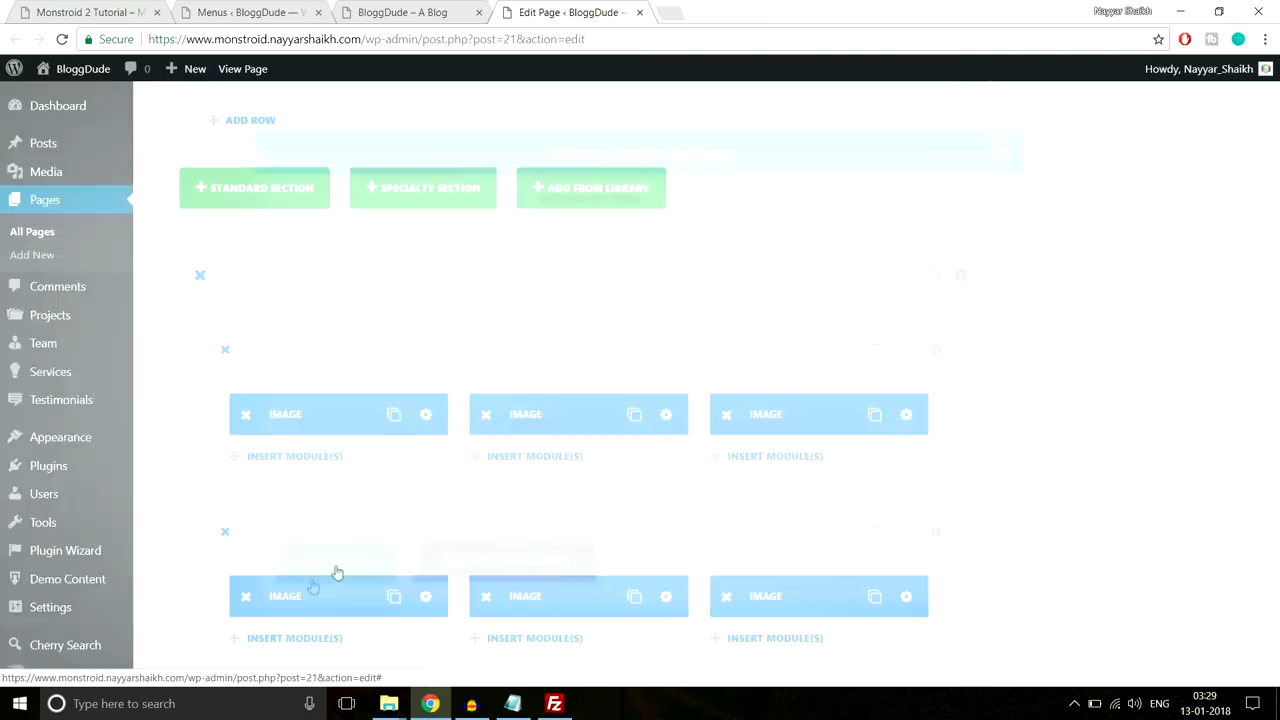 Monstroid 2 Tutorial – M
Menus ‹ BloggDude — W
BloggDude – A Blog
Edit Page ‹ BloggDude –
Nayyar Shaikh
Secure
https://www.monstroid.nayyarshaikh.com/wp-admin/post.php?post=21&action=edit
BloggDude
0
New
View Page
Howdy, Nayyar_Shaikh
Dashboard
Posts
Media
Pages
All Pages
Add New
Comments
Projects
Team
Services
Testimonials
Appearance
Plugins
Users
Tools
Plugin Wizard
Demo Content
Settings
Cherry Search
ADD ROW
STANDARD SECTION
SPECIALTY SECTION
ADD FROM LIBRARY
IMAGE
IMAGE
IMAGE
INSERT MODULE(S)
INSERT MODULE(S)
INSERT MODULE(S)
IMAGE
IMAGE
IMAGE
INSERT MODULE(S)
INSERT MODULE(S)
INSERT MODULE(S)
https://www.monstroid.nayyarshaikh.com/wp-admin/post.php?post=21&action=edit#
Type here to search
ENG
03:29
13-01-2018